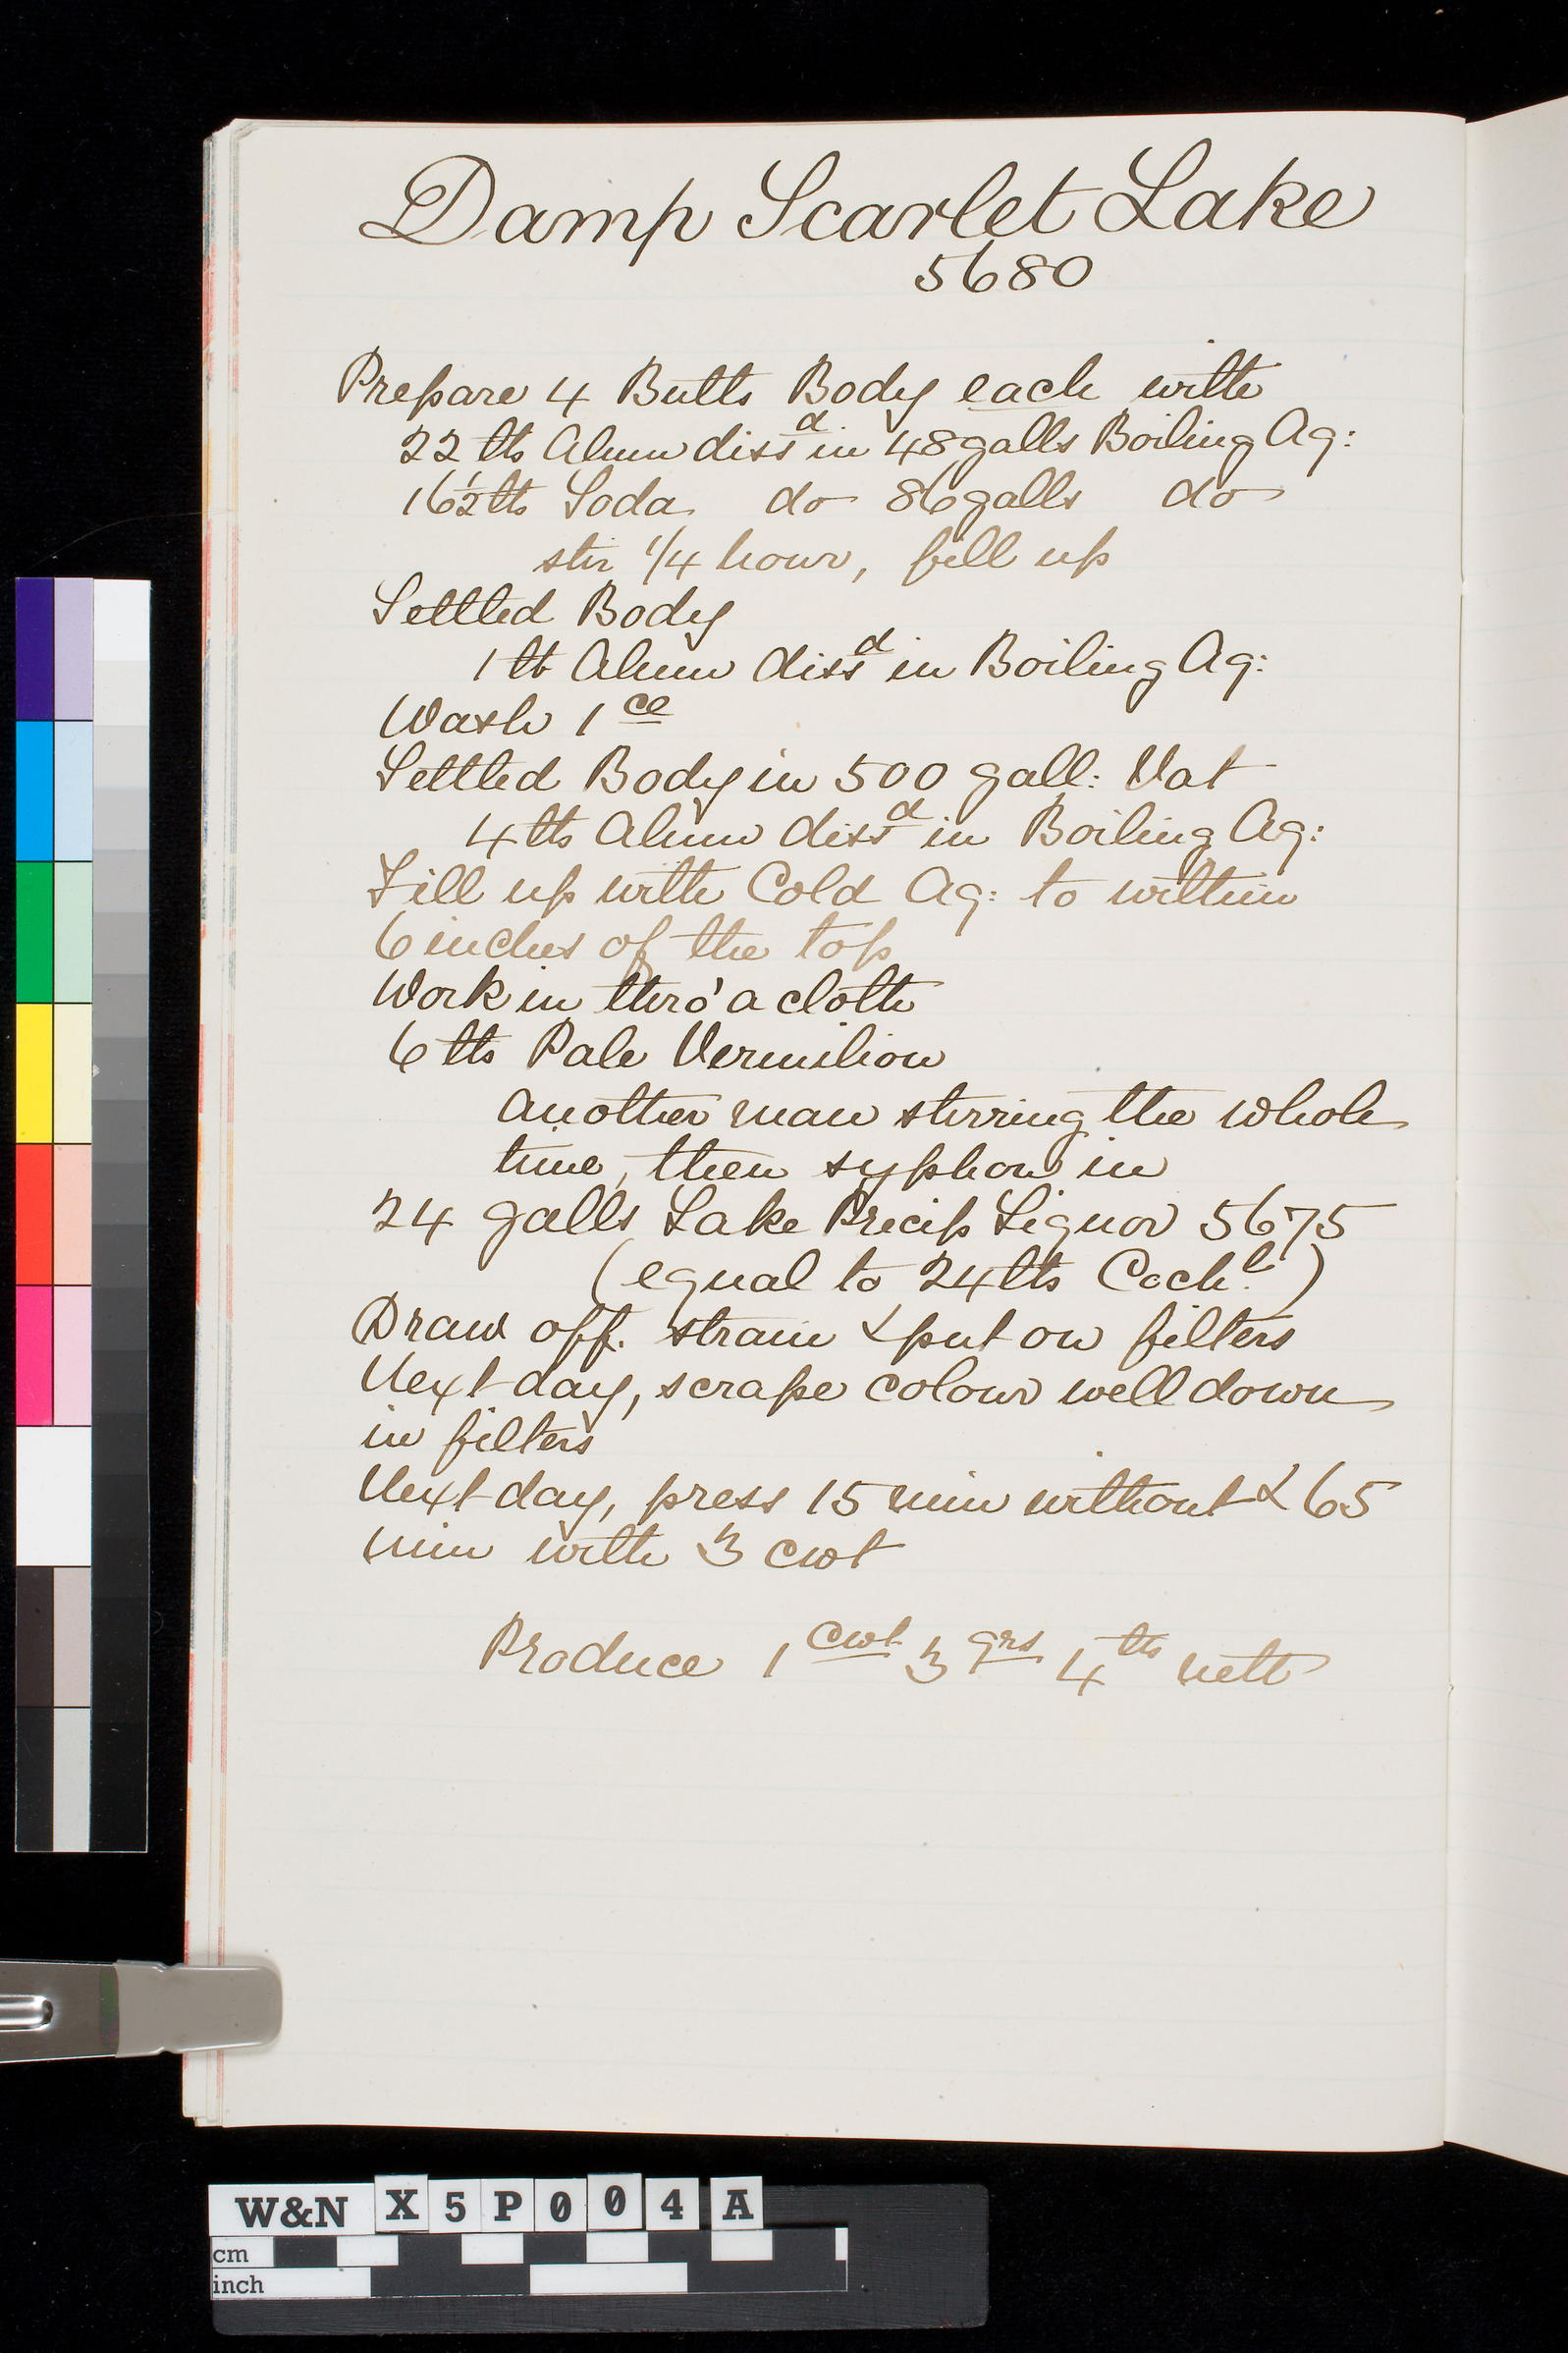 Damp Scarlet Lake
5680
Prepare 4 Butts Body each with
22 lbs Alum dissd in 48 galls Boiling Aq:
16½ lbs Soda do 86 galls do
stir 1/4 hour, fill up
Settled Body
1 lb Alum dissd in Boiling Aq:
Wash 1ce
Settled Body in 500 gall: Vat
4 lbs Alum dissd in Boiling Aq:
Fill up with Cold Aq: to within
6 inches of the top
Work in thro' a cloth
6 lbs Pale Vermilion
another man stirring the whole
time, then syphon in
24 galls Lake Precip Liquor 5675
(equal to 24 lbs Cochl.)
Draw off. strain & put on filters
Next day, scrape colour well down
in filters
Next day, press 15 min without & 65
min with 3 cwt
Produce 1 cwt 3 qrs 4 lbs nett
W&N X5P004A
cm
inch